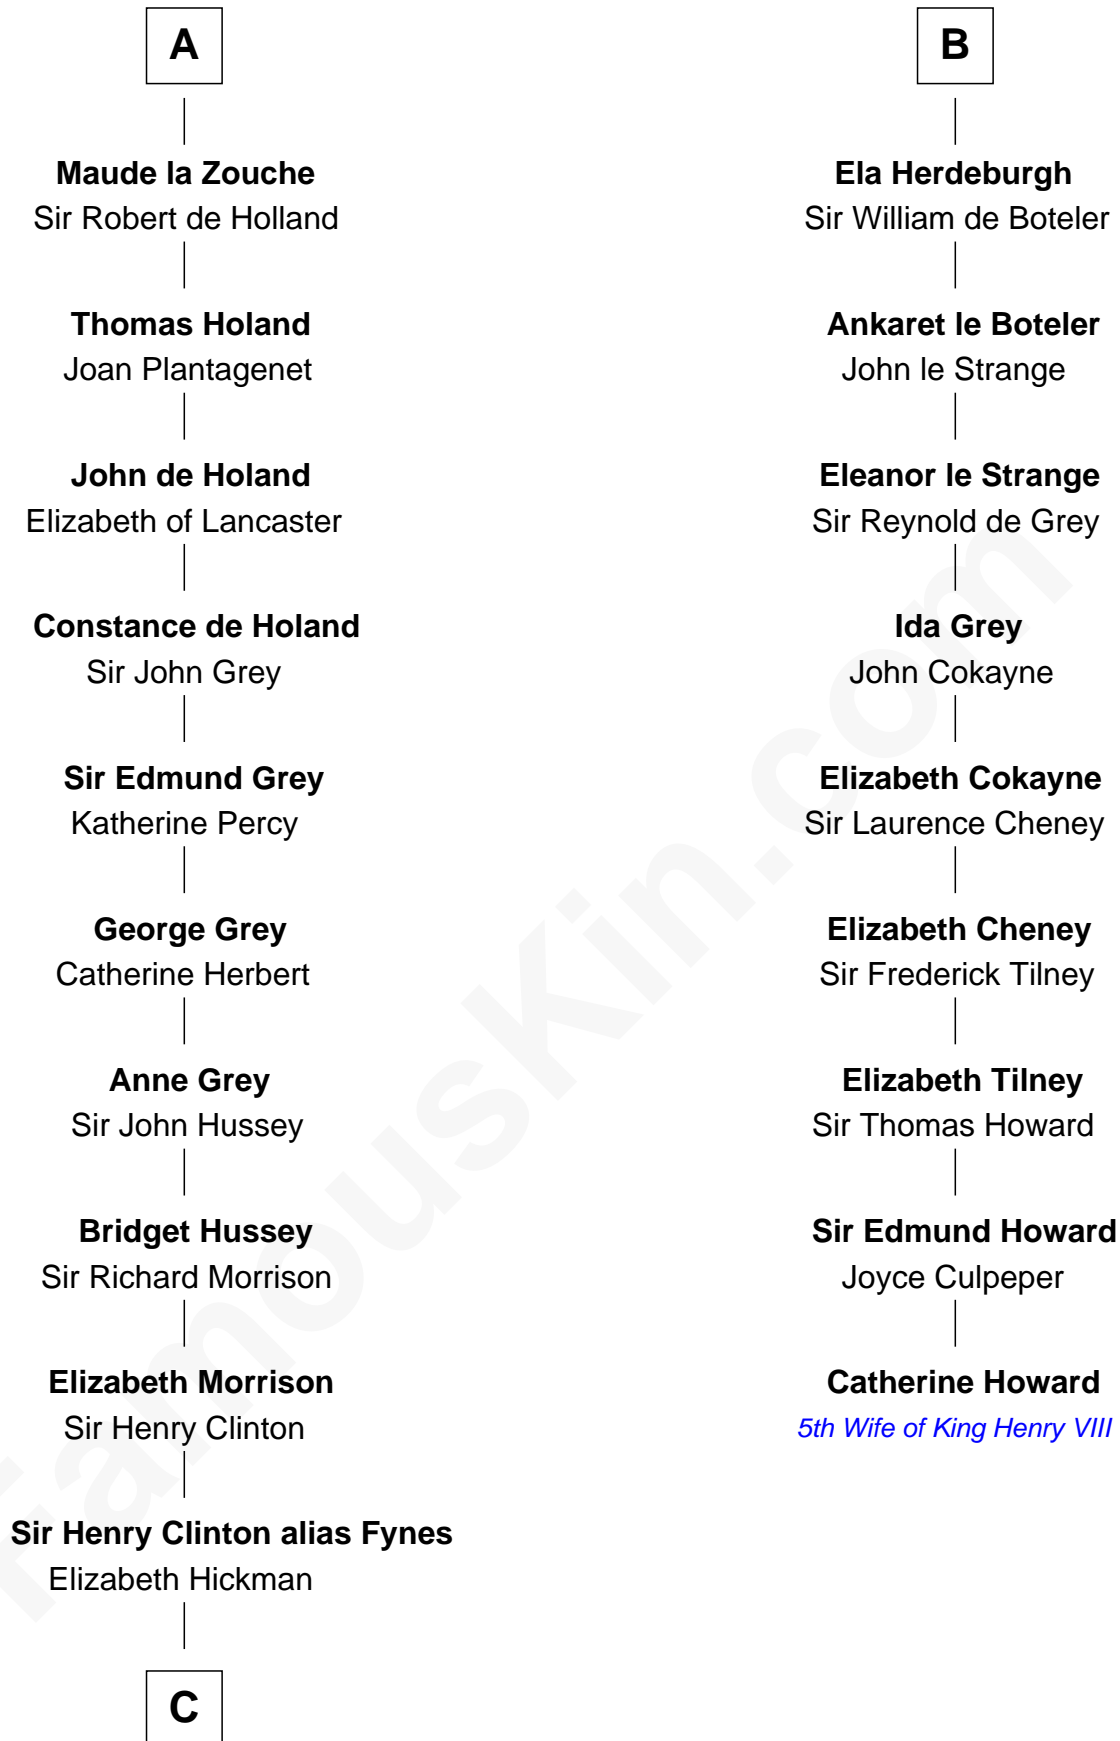 A
Maude la Zouche
Sir Robert de Holland
Thomas Holand
Joan Plantagenet
John de Holand
Elizabeth of Lancaster
Constance de Holand
Sir John Grey
Sir Edmund Grey
Katherine Percy
George Grey
Catherine Herbert
Anne Grey
Sir John Hussey
Bridget Hussey
Sir Richard Morrison
Elizabeth Morrison
Sir Henry Clinton
Sir Henry Clinton alias Fynes
Elizabeth Hickman
C
B
Ela Herdeburgh
Sir William de Boteler
Ankaret le Boteler
John le Strange
Eleanor le Strange
Sir Reynold de Grey
Ida Grey
John Cokayne
Elizabeth Cokayne
Sir Laurence Cheney
Elizabeth Cheney
Sir Frederick Tilney
Elizabeth Tilney
Sir Thomas Howard
Sir Edmund Howard
Joyce Culpeper
Catherine Howard
5th Wife of King Henry VIII
FamousKin.com